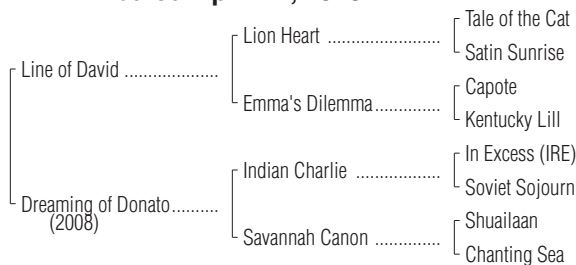 Tale of the Cat
Lion Heart ........................
Satin Sunrise
Line of David ....................
Capote
Emma's Dilemma ..............
Kentucky Lill
In Excess (IRE)
Indian Charlie ..................
Soviet Sojourn
Dreaming of Donato..........
(2008)
Shuailaan
Savannah Canon ..............
Chanting Sea